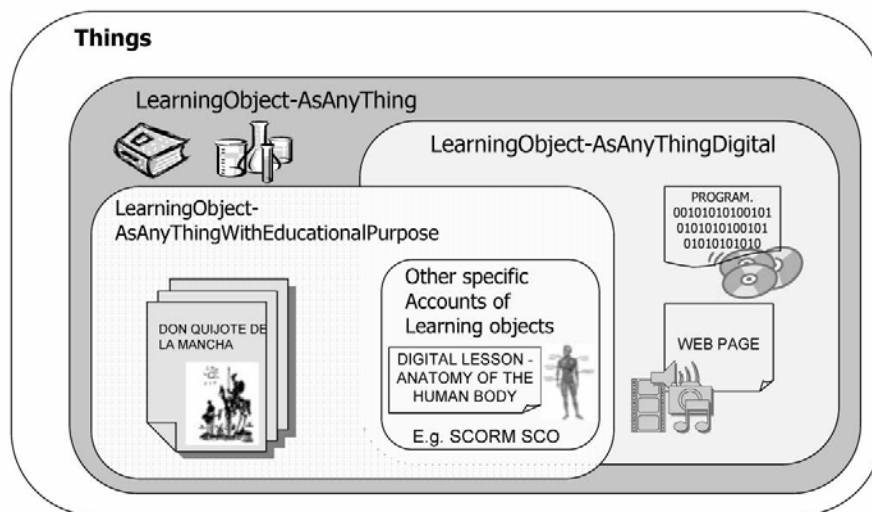 Things
LearningObject-AsAnyThing
LearningObject-AsAnyThingDigital
LearningObject-
AsAnyThingWithEducationalPurpose
PROGRAM.
00101010100101
0101010100101
01010101010
Other specific
Accounts of
Learning objects
DON QUIJOTE DE
LA MANCHA
DIGITAL LESSON -
ANATOMY OF THE
HUMAN BODY
WEB PAGE
E.g. SCORM SCO